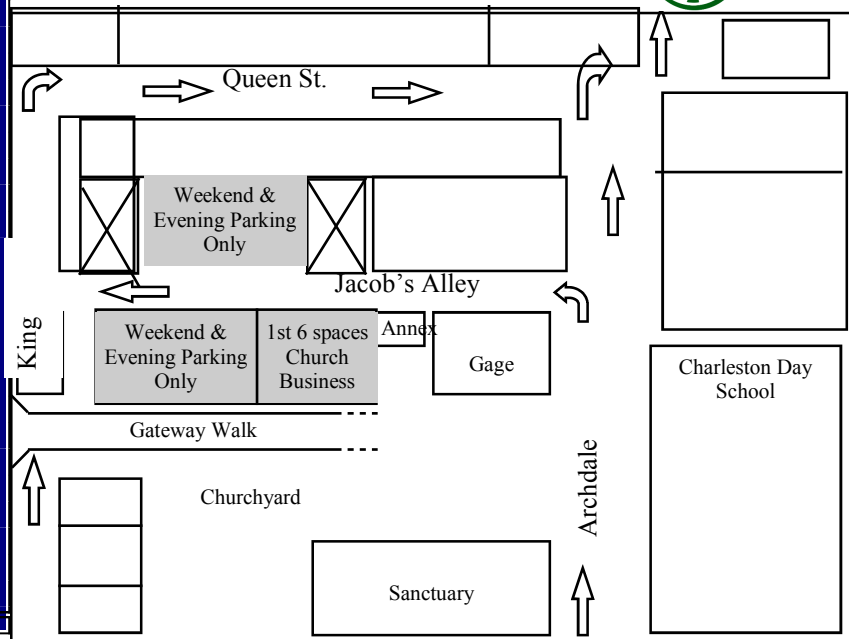 Queen St.
Weekend &
Evening Parking
Only
Jacob's Alley
King
Weekend &
Evening Parking
Only
1st 6 spaces
Church
Business
Annex
Gage
Charleston Day
School
Gateway Walk
Archdale
Churchyard
Sanctuary